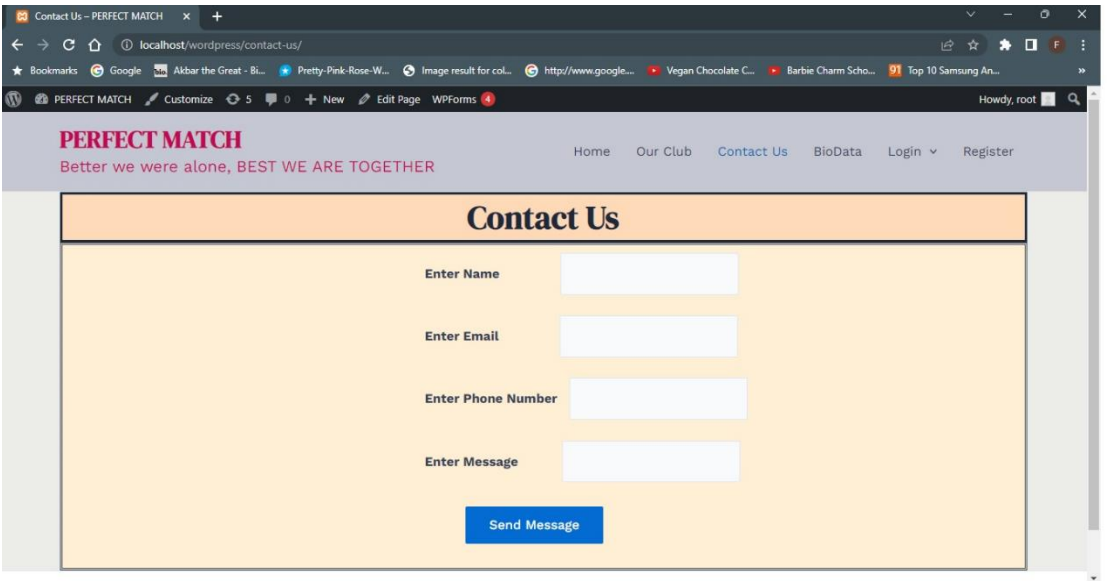 Contact Us – PERFECT MATCH
localhost/wordpress/contact-us/
Bookmarks Google Akbar the Great - Bi... Pretty-Pink-Rose-W... Image result for col... http://www.google.... Vegan Chocolate C... Barbie Charm Scho... 91 Top 10 Samsung An... »
PERFECT MATCH Customize 5 0 + New Edit Page WPForms 4 Howdy, root
PERFECT MATCH
Better we were alone, BEST WE ARE TOGETHER
Home Our Club Contact Us BioData Login Register
Contact Us
Enter Name
Enter Email
Enter Phone Number
Enter Message
Send Message